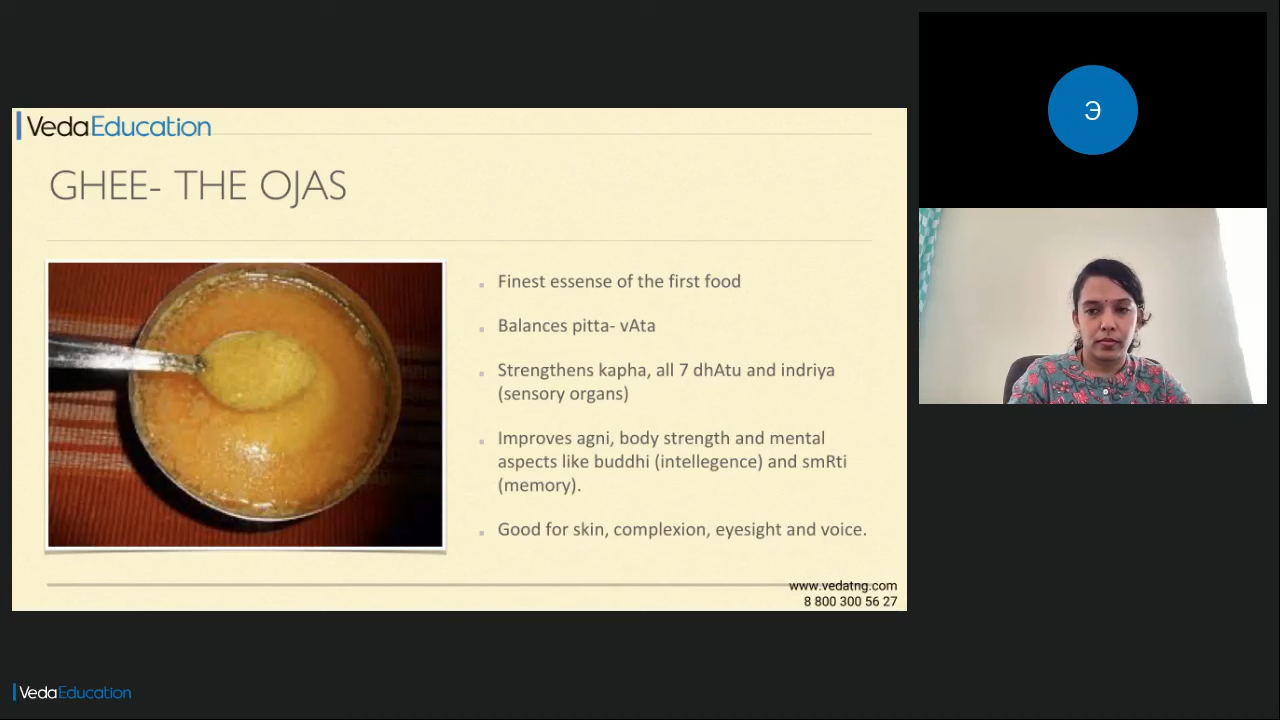 VedaEducation
GHEE- THE OJAS
Finest essense of the first food
Balances pitta- vAta
Strengthens kapha, all 7 dhAtu and indriya
(sensory organs)
Improves agni, body strength and mental
aspects like buddhi (intellegence) and smRti
(memory).
Good for skin, complexion, eyesight and voice.
www.vedatng.com
8 800 300 56 27
Э
VedaEducation